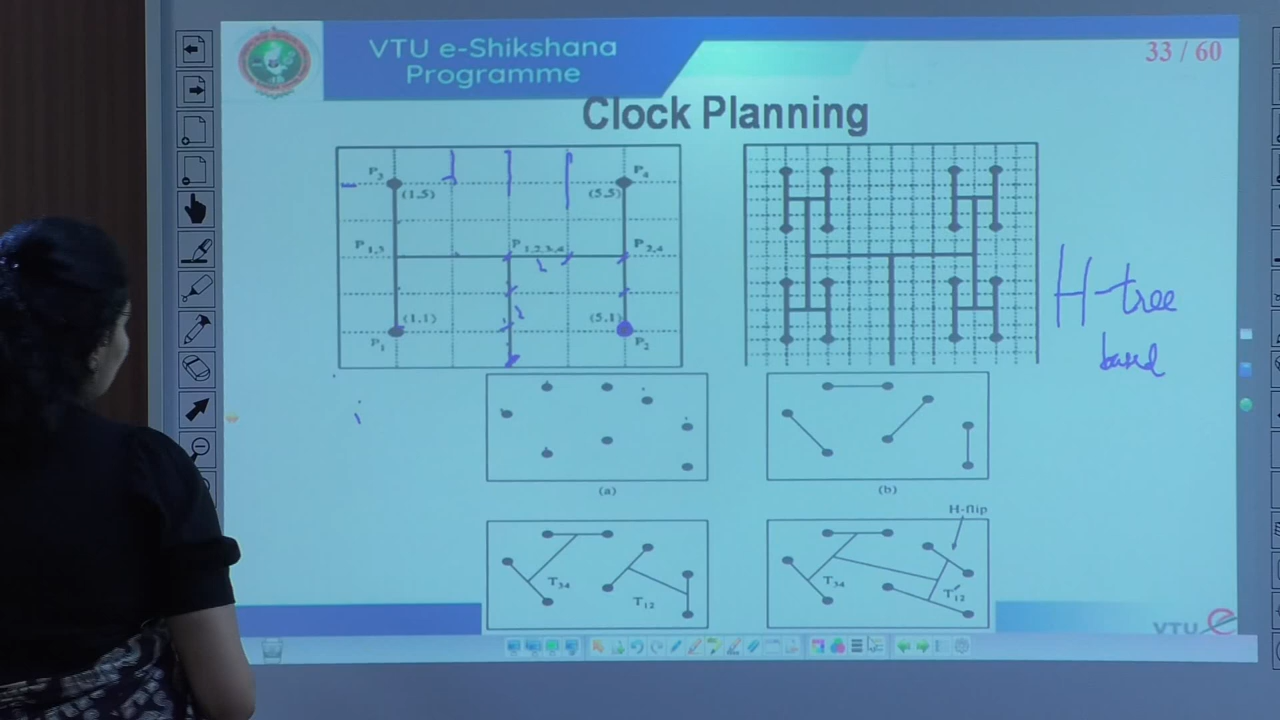 VTU e-Shikshana
Programme
33 / 60
Clock Planning
P3
P4
(1,5)
(5,5)
P1,3
P1,2,3,4
P2,4
(1,1)
(5,1)
P1
P2
H-tree
based
(a)
(b)
H-flip
T34
T12
T34
T'12
VTU e